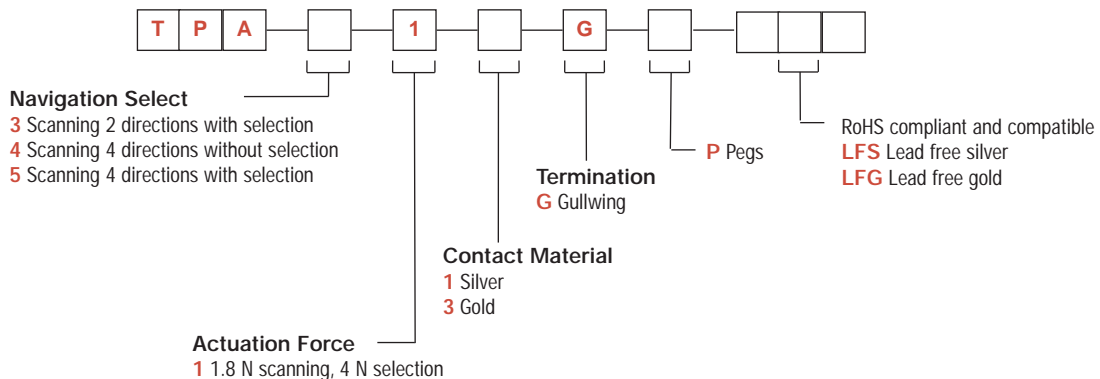 T P A 1 G
Navigation Select
3 Scanning 2 directions with selection
4 Scanning 4 directions without selection
5 Scanning 4 directions with selection
Actuation Force
1 1.8 N scanning, 4 N selection
Contact Material
1 Silver
3 Gold
Termination
G Gullwing
P Pegs
RoHS compliant and compatible
LFS Lead free silver
LFG Lead free gold